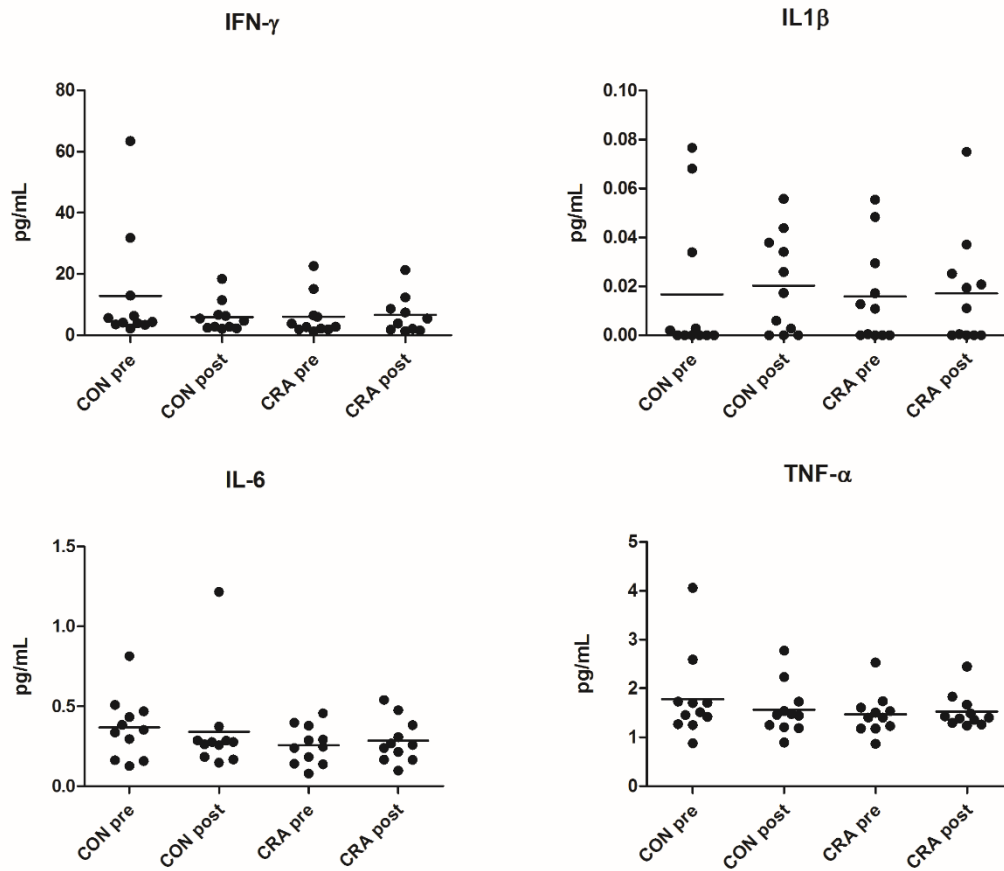 IFN-γ
pg/mL
80
60
40
20
0
CON pre
CON post
CRA pre
CRA post
IL1β
pg/mL
0.10
0.08
0.06
0.04
0.02
0.00
CON pre
CON post
CRA pre
CRA post
IL-6
pg/mL
1.5
1.0
0.5
0.0
CON pre
CON post
CRA pre
CRA post
TNF-α
pg/mL
5
4
3
2
1
0
CON pre
CON post
CRA pre
CRA post